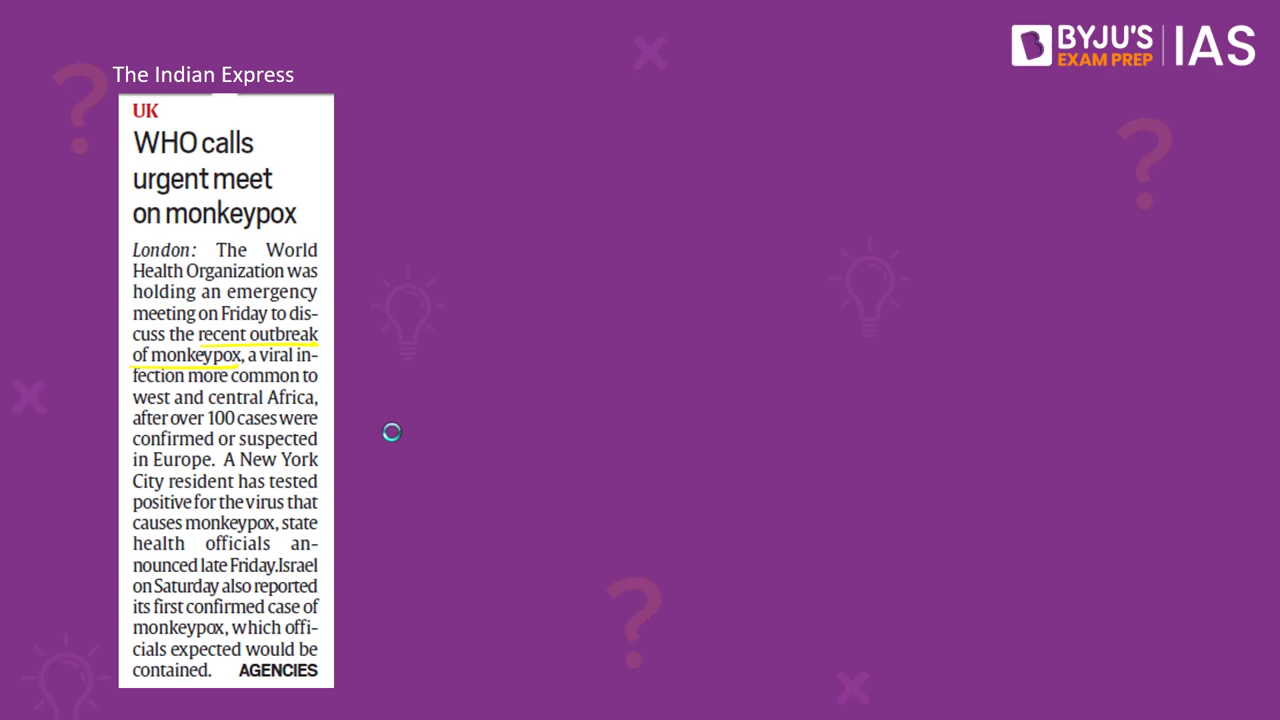 BYJU'S
EXAM PREP
IAS
The Indian Express
UK
WHO calls
urgent meet
on monkeypox
London: The World
Health Organization was
holding an emergency
meeting on Friday to dis-
cuss the recent outbreak
of monkeypox, a viral in-
fection more common to
west and central Africa,
after over 100 cases were
confirmed or suspected
in Europe. A New York
City resident has tested
positive for the virus that
causes monkeypox, state
health officials an-
nounced late Friday.Israel
on Saturday also reported
its first confirmed case of
monkeypox, which offi-
cials expected would be
contained. AGENCIES